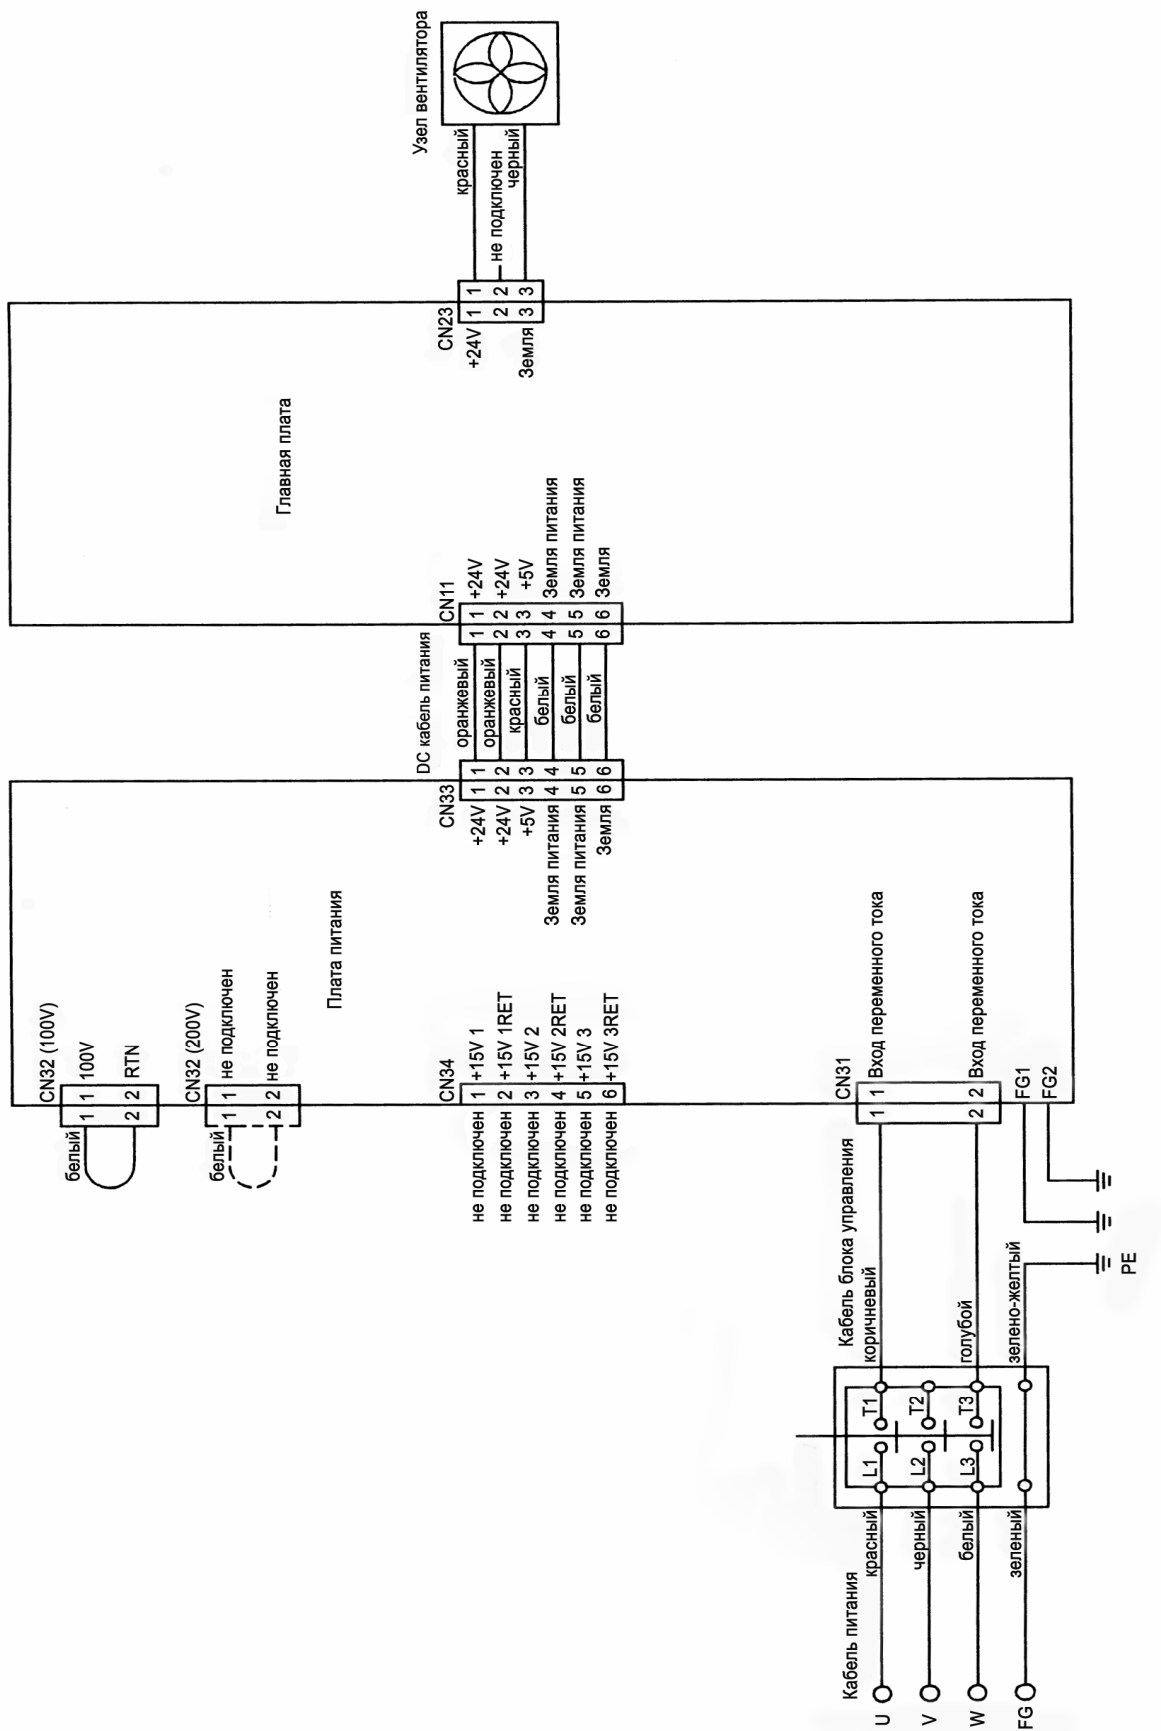 Кабель питания
U
V
W
FG
красный
черный
белый
зеленый
L1
L2
L3
T1
T2
T3
Кабель блока управления
коричневый
голубой
зелено-желтый
PE
CN32 (100V)
белый
1 1 100V
2 2 RTN
CN32 (200V)
белый
1 1 не подключен
2 2 не подключен
Плата питания
CN34
не подключен 1 +15V 1
не подключен 2 +15V 1RET
не подключен 3 +15V 2
не подключен 4 +15V 2RET
не подключен 5 +15V 3
не подключен 6 +15V 3RET
CN31
1 1 Вход переменного тока
2 2 Вход переменного тока
FG1
FG2
CN33
DC кабель питания
CN11
+24V 1 1 оранжевый 1 1 +24V
+24V 2 2 оранжевый 2 2 +24V
+5V 3 3 красный 3 3 +5V
Земля питания 4 4 белый 4 4 Земля питания
Земля питания 5 5 белый 5 5 Земля питания
Земля 6 6 белый 6 6 Земля
Главная плата
CN23
+24V 1 1 красный
2 2 не подключен
Земля 3 3 черный
Узел вентилятора